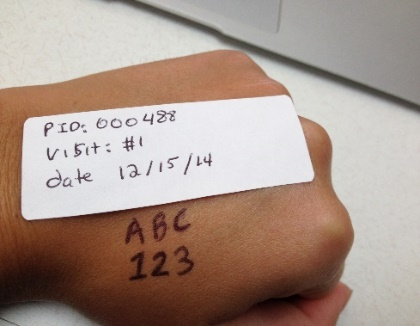 PID: 000488
Visit: #1
date 12/15/14
ABC
123